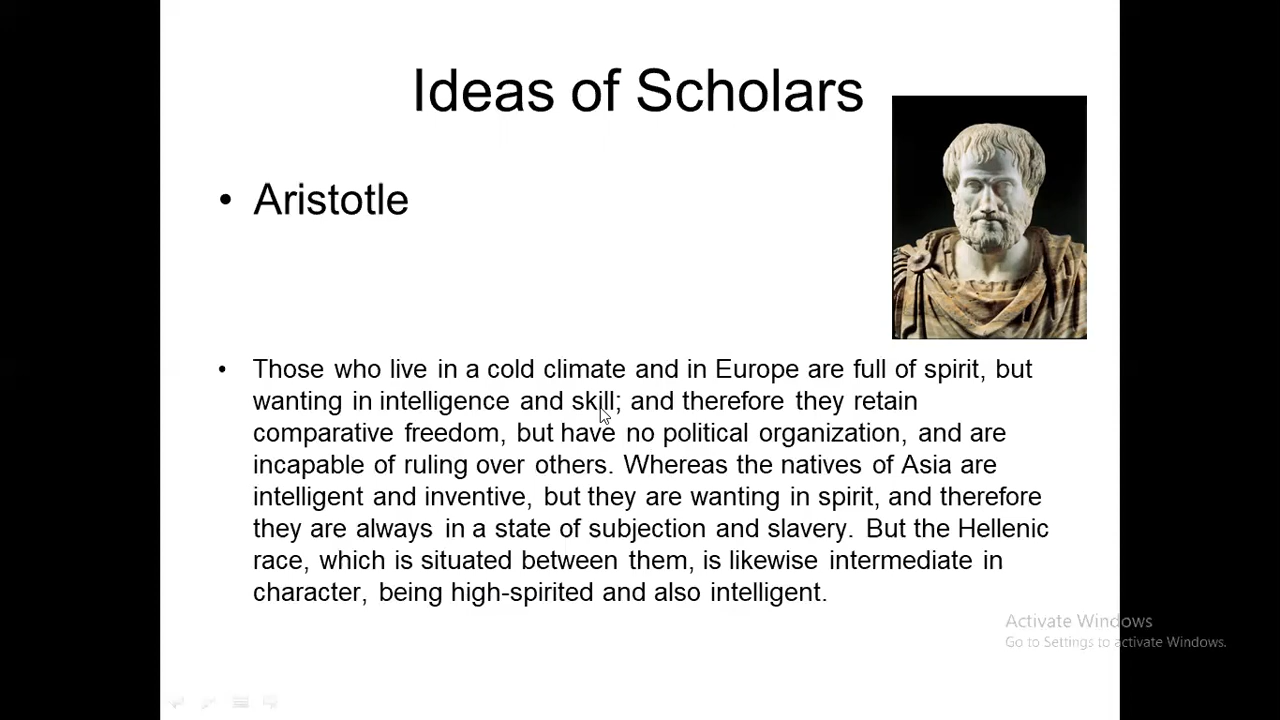 Ideas of Scholars
• Aristotle
• Those who live in a cold climate and in Europe are full of spirit, but
wanting in intelligence and skill; and therefore they retain
comparative freedom, but have no political organization, and are
incapable of ruling over others. Whereas the natives of Asia are
intelligent and inventive, but they are wanting in spirit, and therefore
they are always in a state of subjection and slavery. But the Hellenic
race, which is situated between them, is likewise intermediate in
character, being high-spirited and also intelligent.
Activate Windows
Go to Settings to activate Windows.